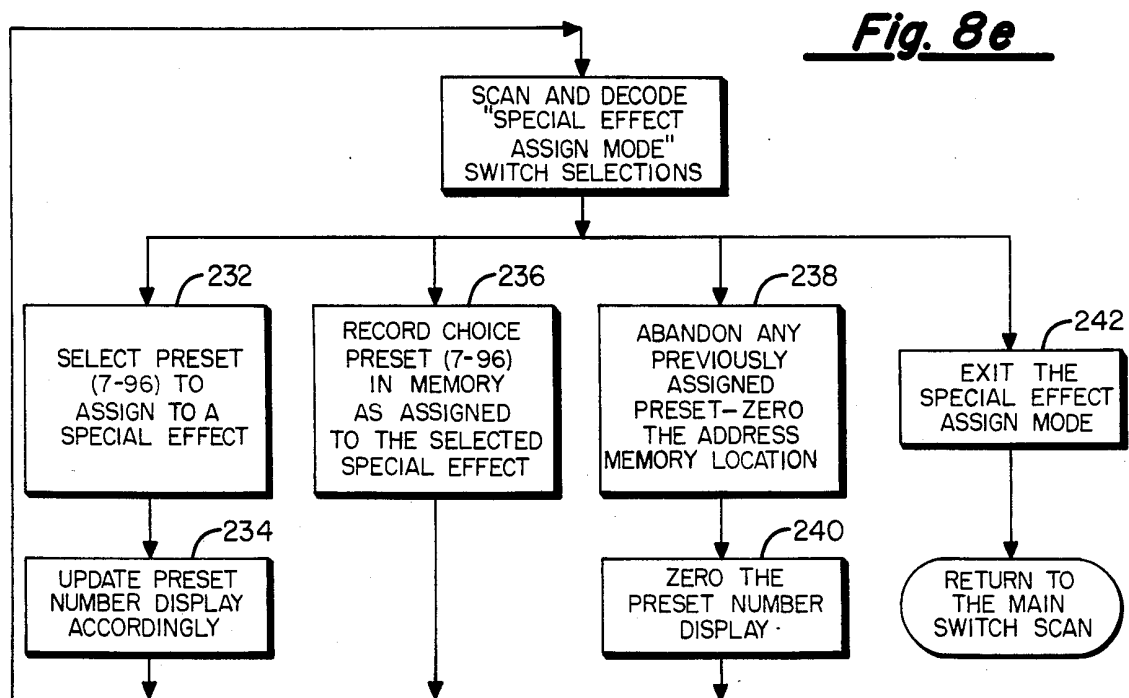 Fig. 8e
SCAN AND DECODE
"SPECIAL EFFECT
ASSIGN MODE"
SWITCH SELECTIONS
232
SELECT PRESET
(7-96) TO
ASSIGN TO A
SPECIAL EFFECT
234
UPDATE PRESET
NUMBER DISPLAY
ACCORDINGLY
236
RECORD CHOICE
PRESET (7-96)
IN MEMORY
AS ASSIGNED
TO THE SELECTED
SPECIAL EFFECT
238
ABANDON ANY
PREVIOUSLY
ASSIGNED
PRESET-ZERO
THE ADDRESS
MEMORY LOCATION
240
ZERO THE
PRESET NUMBER
DISPLAY
242
EXIT THE
SPECIAL EFFECT
ASSIGN MODE
RETURN TO
THE MAIN
SWITCH SCAN